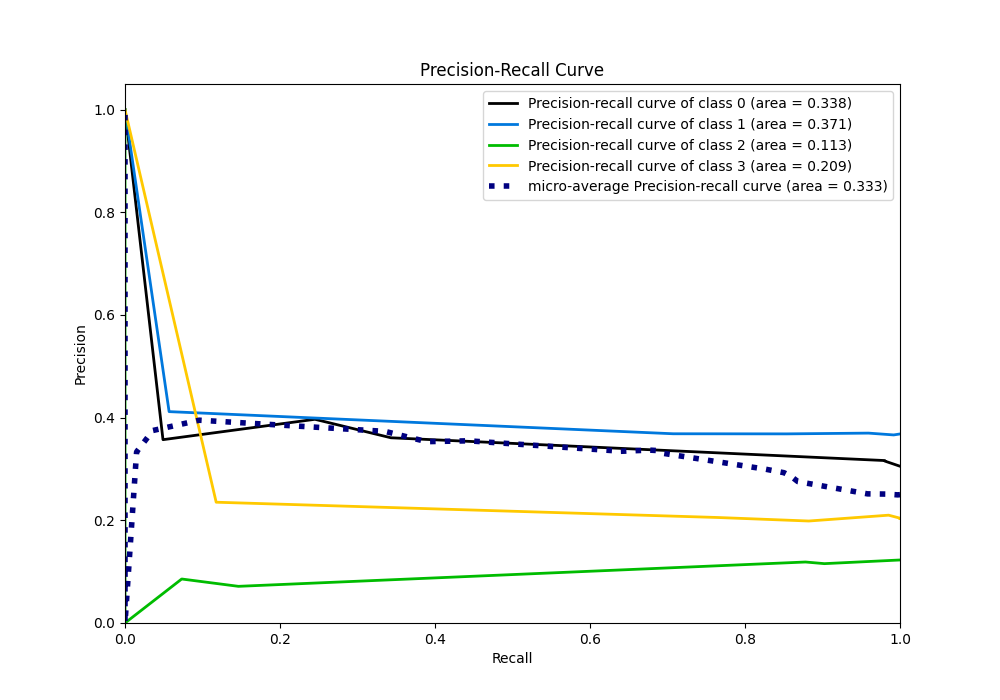 Precision-Recall Curve
Precision-recall curve of class 0 (area = 0.338)
Precision-recall curve of class 1 (area = 0.371)
Precision-recall curve of class 2 (area = 0.113)
Precision-recall curve of class 3 (area = 0.209)
micro-average Precision-recall curve (area = 0.333)
1.0
0.8
0.6
0.4
0.2
0.0
Precision
0.0 0.2 0.4 0.6 0.8 1.0
Recall